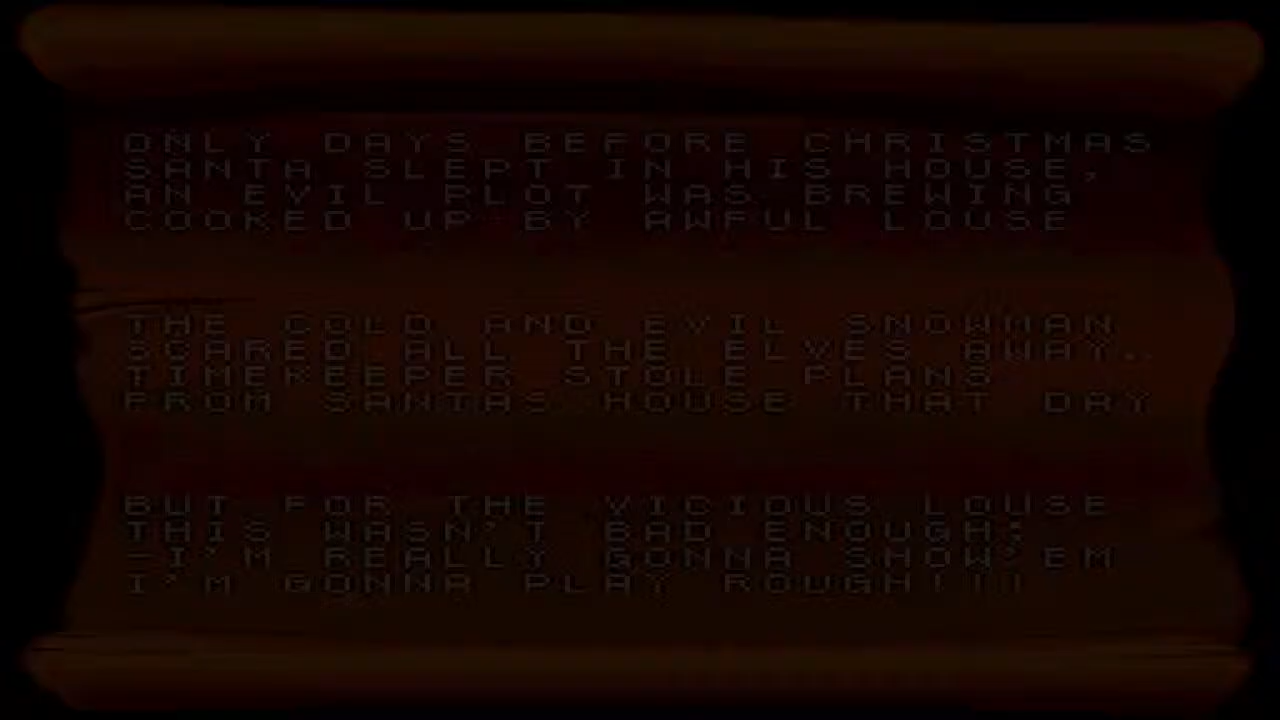 ONLY DAYS BEFORE CHRISTMAS
SANTA SLEPT IN HIS HOUSE,
AN EVIL PLOT WAS BREWING
COOKED UP BY AWFUL LOUSE
THE COLD AND EVIL SNOWMAN
SCARED ALL THE ELVES AWAY..
TIMEKEEPER STOLE PLANS
FROM SANTAS HOUSE THAT DAY
BUT FOR THE VICIOUS LOUSE
THIS WASN'T BAD ENOUGH;
-I'M REALLY GONNA SHOW'EM
I'M GONNA PLAY ROUGH!!!